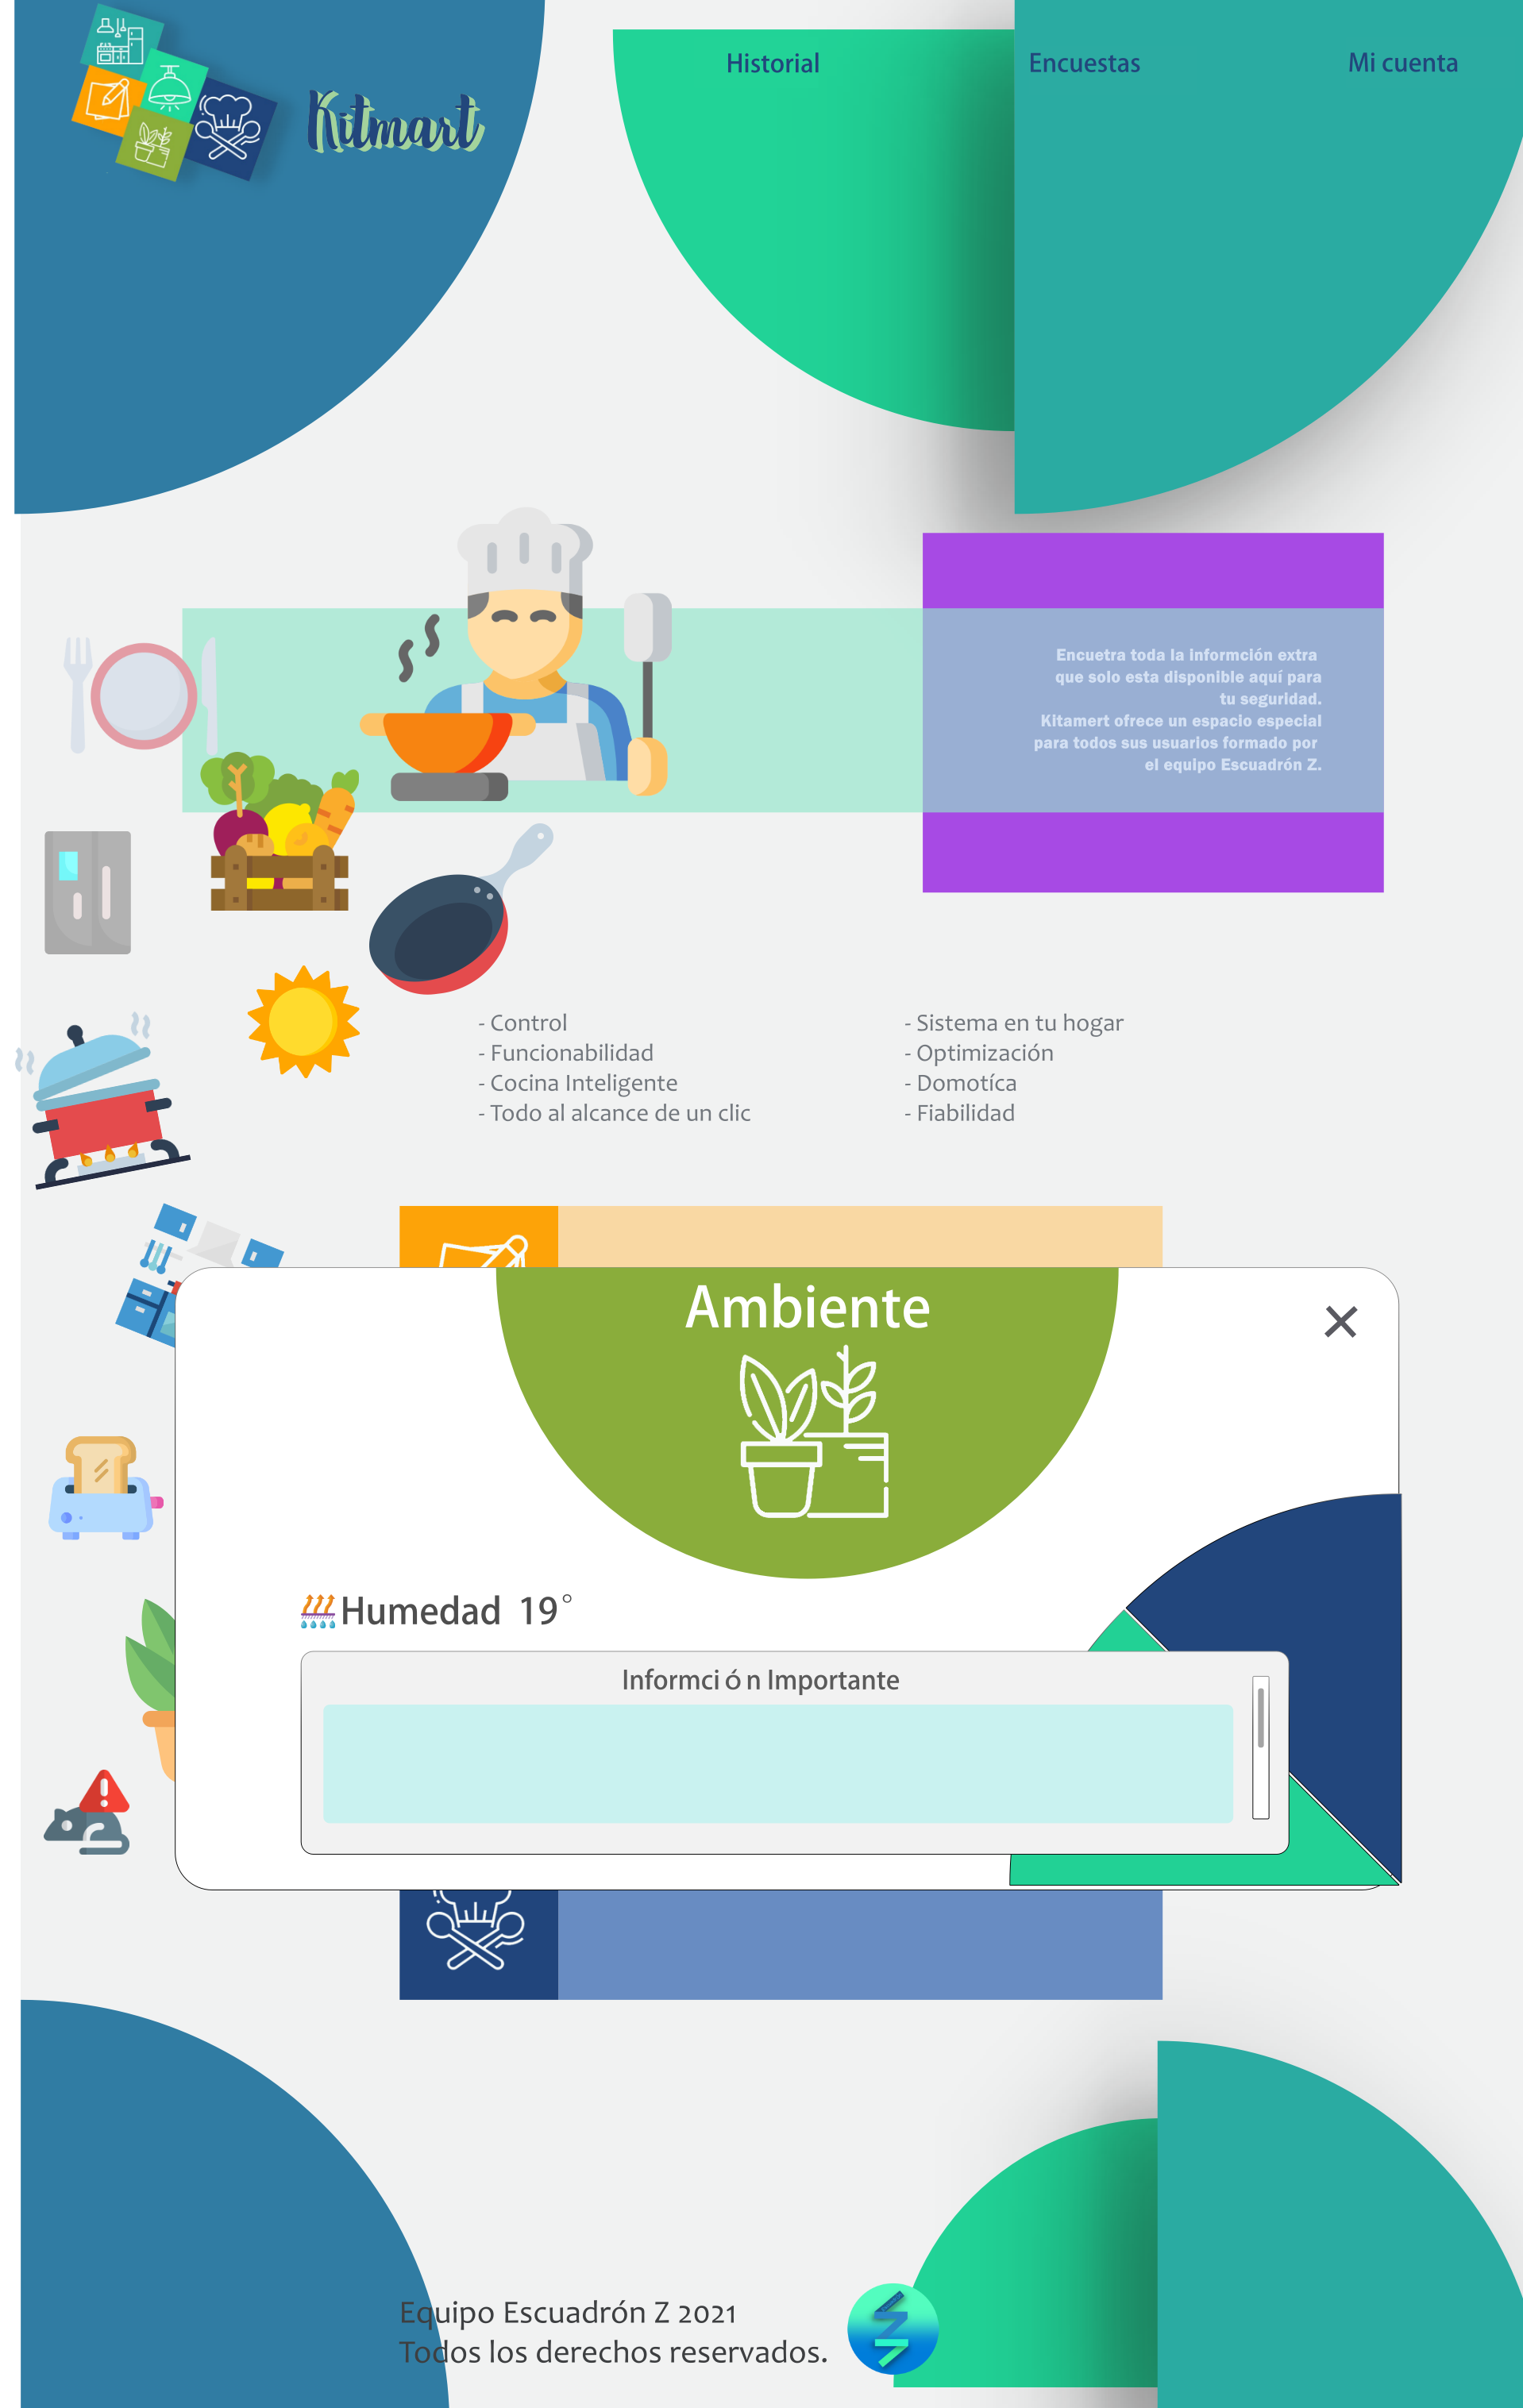 Kitmart
Historial
Encuestas
Mi cuenta
Encuetra toda la informción extra
que solo esta disponible aquí para
tu seguridad.
Kitamert ofrece un espacio especial
para todos sus usuarios formado por
el equipo Escuadrón Z.
- Control
- Funcionabilidad
- Cocina Inteligente
- Todo al alcance de un clic
- Sistema en tu hogar
- Optimización
- Domotíca
- Fiabilidad
Ambiente
Humedad 19°
Informci ó n Importante
Equipo Escuadrón Z 2021
Todos los derechos reservados.